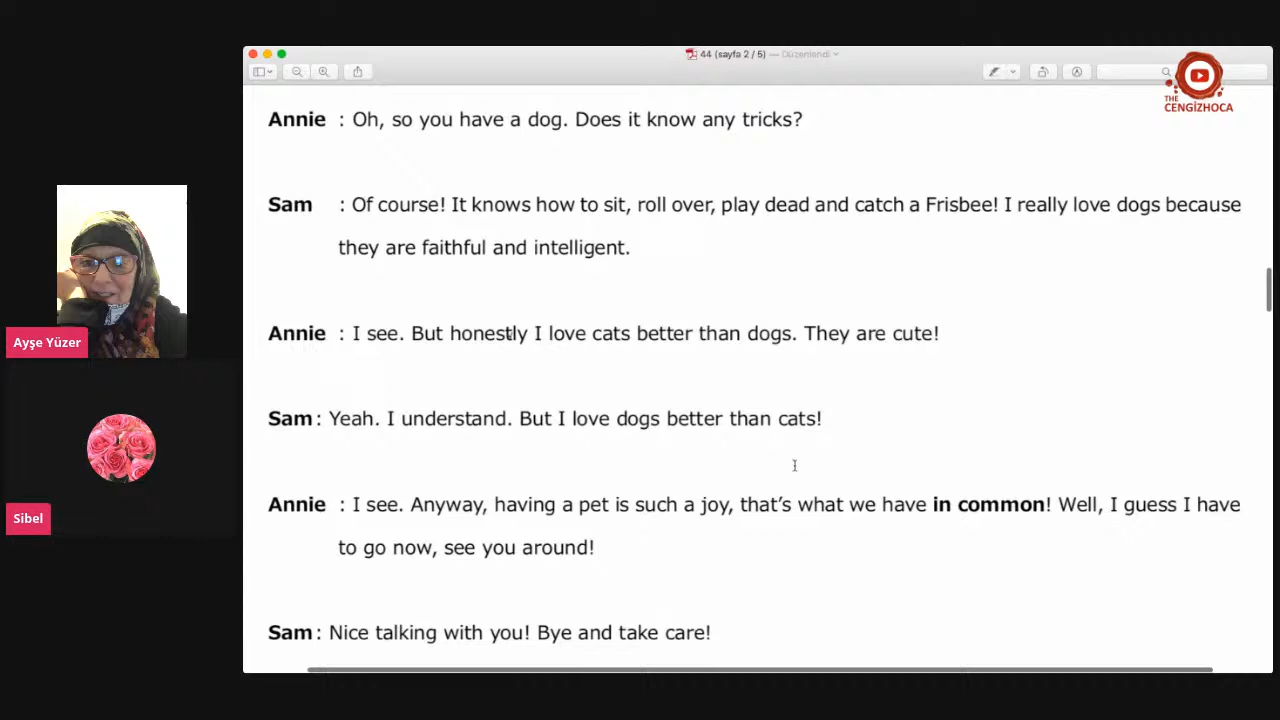 44 (sayfa 2 / 5) — Düzenlendi
THE
CENGİZHOCA
Annie : Oh, so you have a dog. Does it know any tricks?
Sam : Of course! It knows how to sit, roll over, play dead and catch a Frisbee! I really love dogs because
they are faithful and intelligent.
Annie : I see. But honestly I love cats better than dogs. They are cute!
Sam : Yeah. I understand. But I love dogs better than cats!
Annie : I see. Anyway, having a pet is such a joy, that’s what we have in common! Well, I guess I have
to go now, see you around!
Sam : Nice talking with you! Bye and take care!
Ayşe Yüzer
Sibel